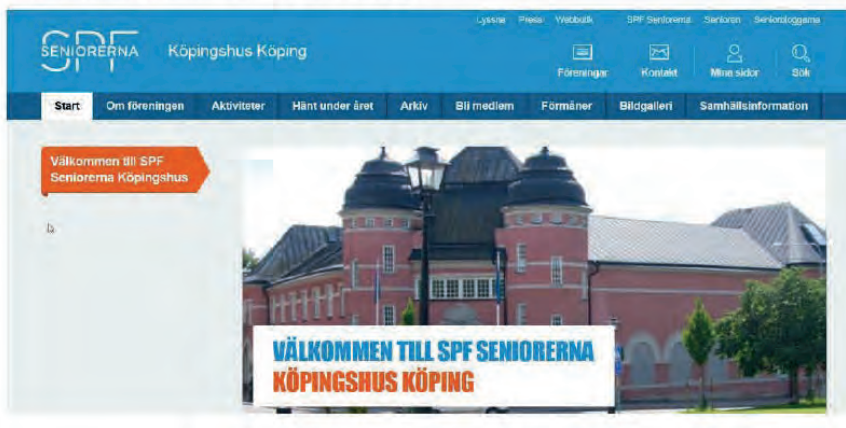 Lyssna Press Webbutik SPF Seniorerna Senioren Seniorbloggarna
SPF
SENIORERNA
Köpingshus Köping
Föreningar Kontakt Mina sidor Sök
Start Om föreningen Aktiviteter Hänt under året Arkiv Bli medlem Förmåner Bildgalleri Samhällsinformation
Välkommen till SPF
Seniorerna Köpingshus
VÄLKOMMEN TILL SPF SENIORERNA
KÖPINGSHUS KÖPING